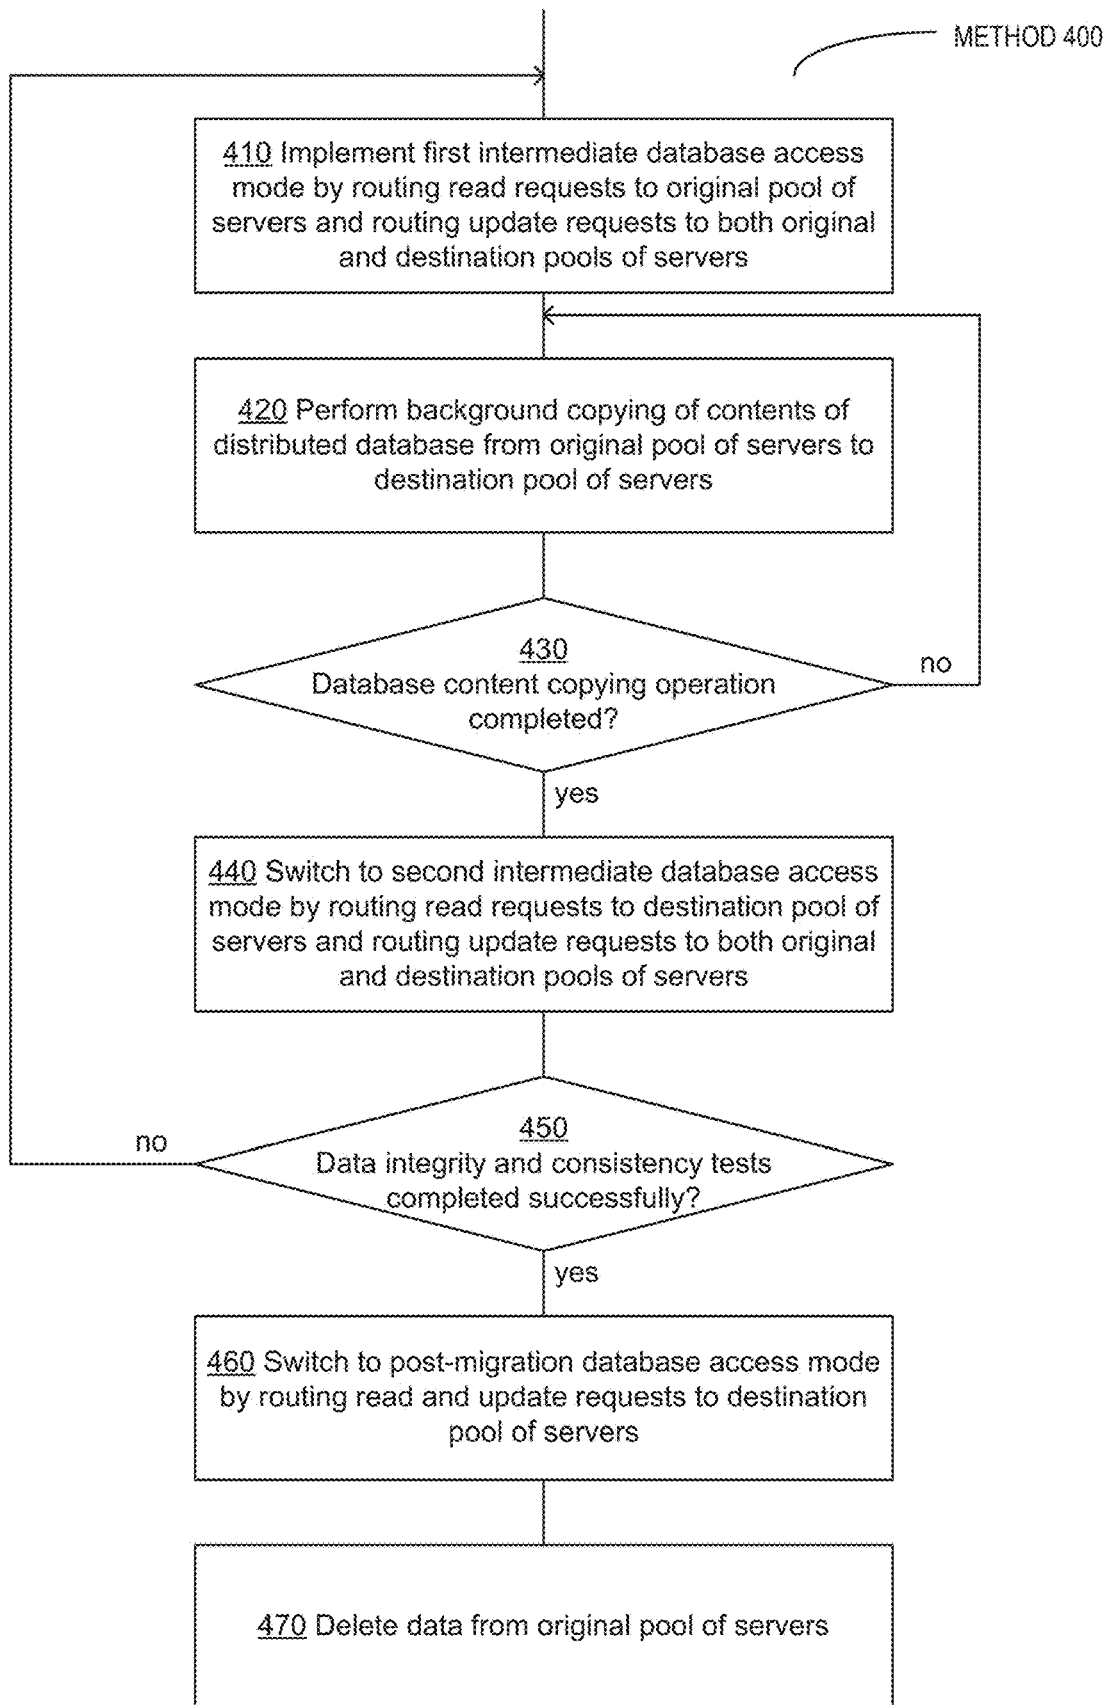 METHOD 400
410 Implement first intermediate database access
mode by routing read requests to original pool of
servers and routing update requests to both original
and destination pools of servers
420 Perform background copying of contents of
distributed database from original pool of servers to
destination pool of servers
430
Database content copying operation
completed?
no
yes
440 Switch to second intermediate database access
mode by routing read requests to destination pool of
servers and routing update requests to both original
and destination pools of servers
450
Data integrity and consistency tests
completed successfully?
no
yes
460 Switch to post-migration database access mode
by routing read and update requests to destination
pool of servers
470 Delete data from original pool of servers